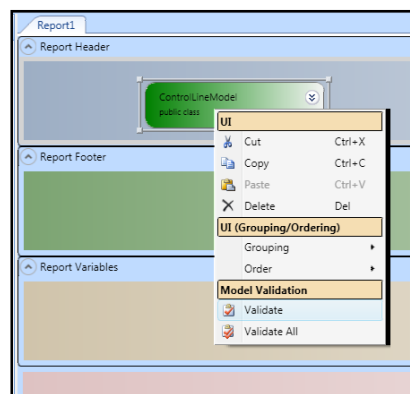 Report1
Report Header
ControlLineModel
public class
UI
Cut Ctrl+X
Copy Ctrl+C
Paste Ctrl+V
Delete Del
UI (Grouping/Ordering)
Grouping
Order
Model Validation
Validate
Validate All
Report Footer
Report Variables